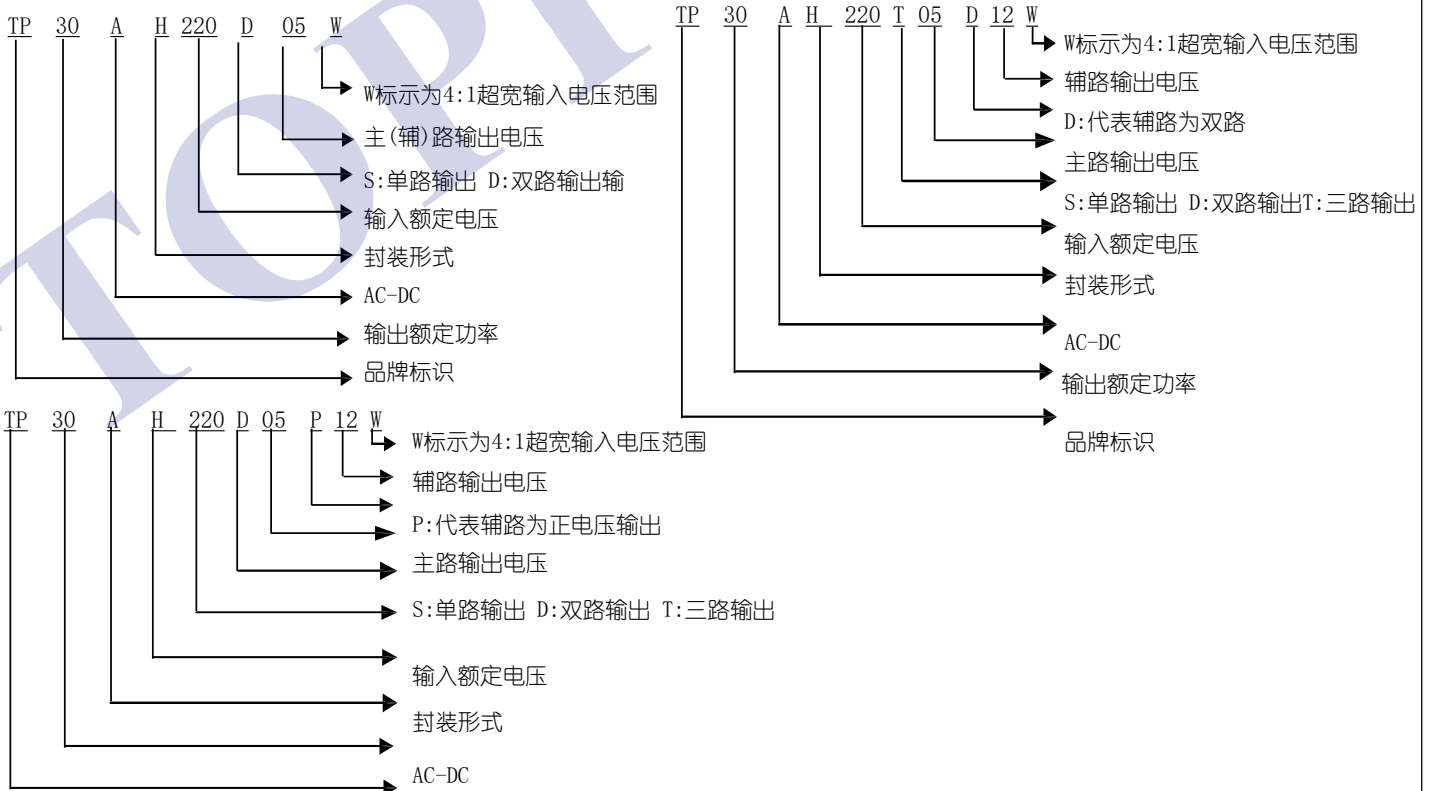 TP 30 A H 220 D 05 W
W标示为4:1超宽输入电压范围
主(辅)路输出电压
S:单路输出 D:双路输出输
输入额定电压
封装形式
AC-DC
输出额定功率
品牌标识
TP 30 A H 220 T 05 D 12 W
W标示为4:1超宽输入电压范围
辅路输出电压
D:代表辅路为双路
主路输出电压
S:单路输出 D:双路输出T:三路输出
输入额定电压
封装形式
AC-DC
输出额定功率
品牌标识
TP 30 A H 220 D 05 P 12 W
W标示为4:1超宽输入电压范围
辅路输出电压
P:代表辅路为正电压输出
主路输出电压
S:单路输出 D:双路输出 T:三路输出
输入额定电压
封装形式
AC-DC
TOP